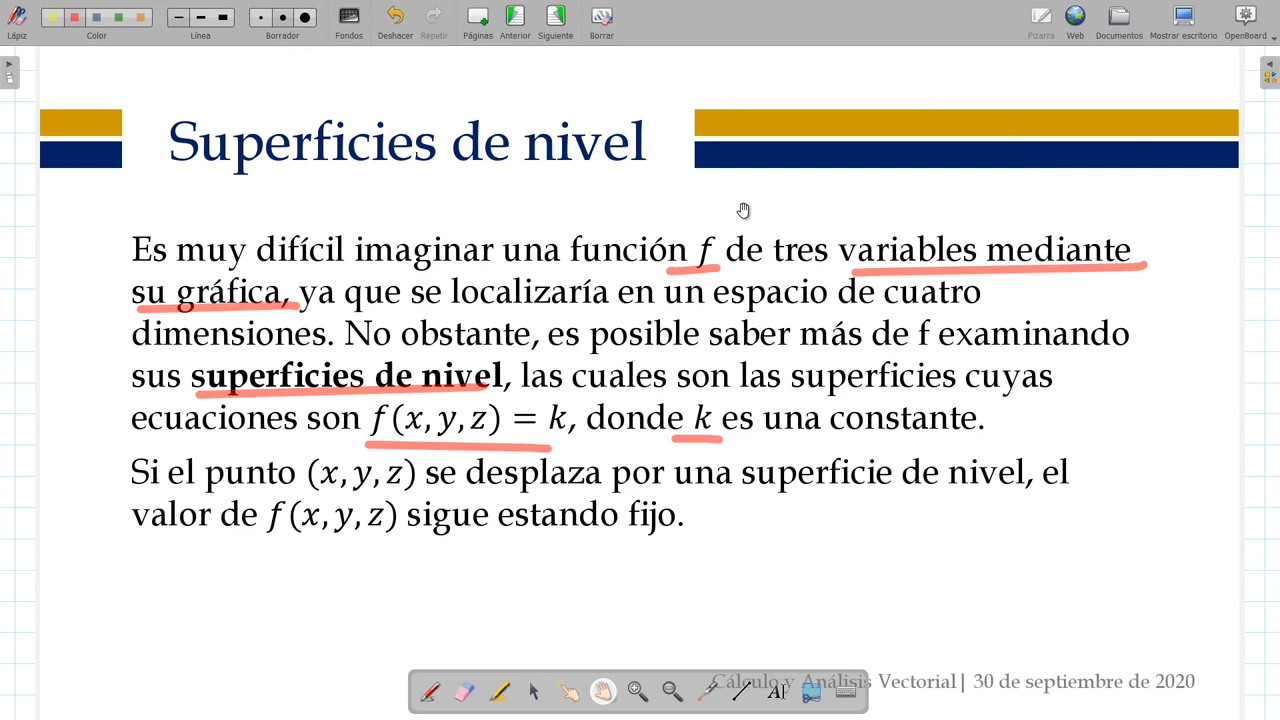 Lápiz Color Línea Borrador Fondos Deshacer Repetir Páginas Anterior Siguiente Borrar Pizarra Web Documentos Mostrar escritorio OpenBoard
Superficies de nivel
Es muy difícil imaginar una función f de tres variables mediante
su gráfica, ya que se localizaría en un espacio de cuatro
dimensiones. No obstante, es posible saber más de f examinando
sus superficies de nivel, las cuales son las superficies cuyas
ecuaciones son f(x, y, z) = k, donde k es una constante.
Si el punto (x, y, z) se desplaza por una superficie de nivel, el
valor de f(x, y, z) sigue estando fijo.
Cálculo y Análisis Vectorial| 30 de septiembre de 2020